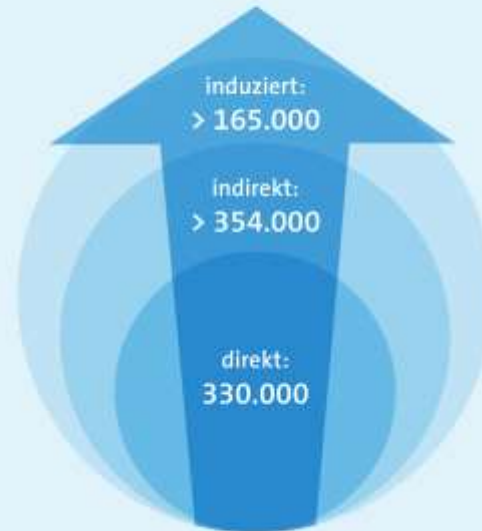 induziert:
> 165.000
indirekt:
> 354.000
direkt:
330.000